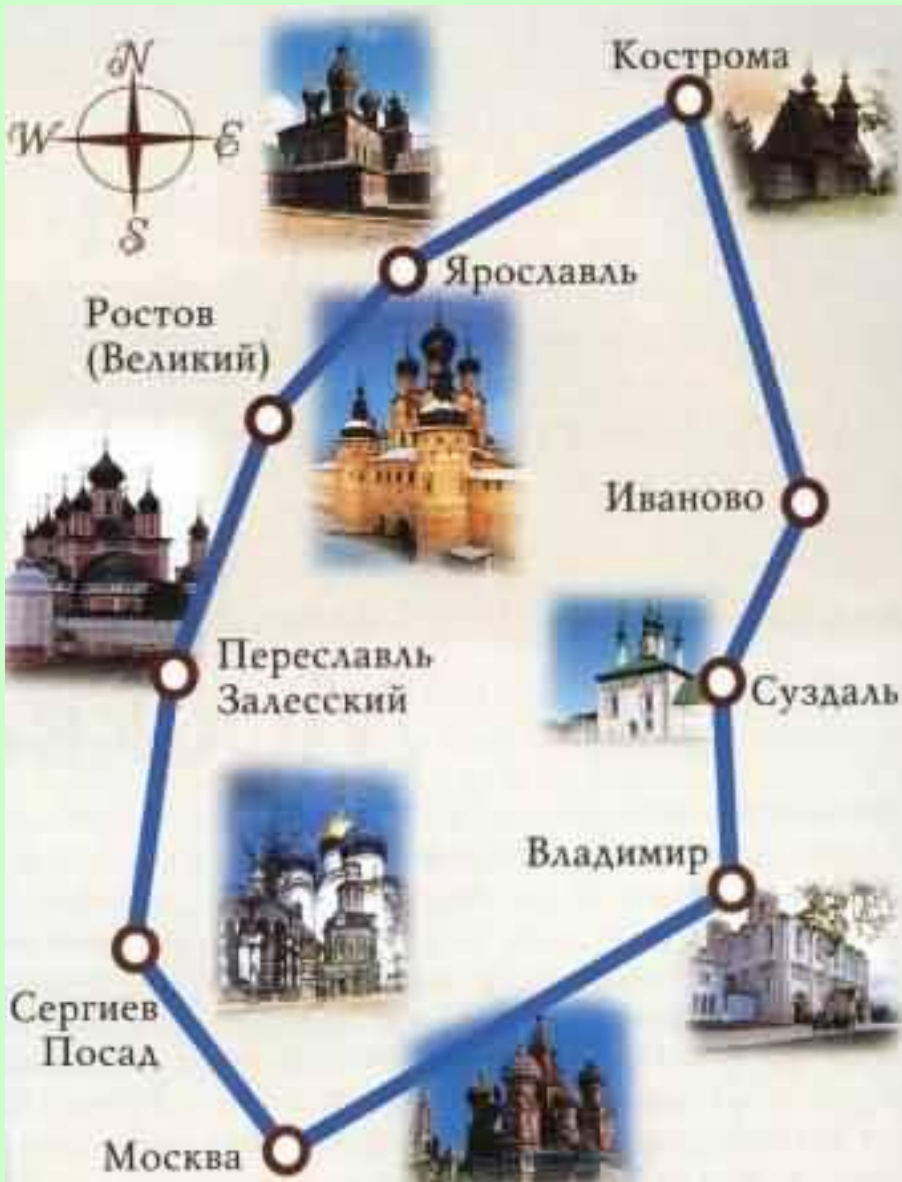 N
W E
S
Кострома
Ярославль
Ростов
(Великий)
Иваново
Переславль
Залесский
Суздаль
Владимир
Сергиев
Посад
Москва